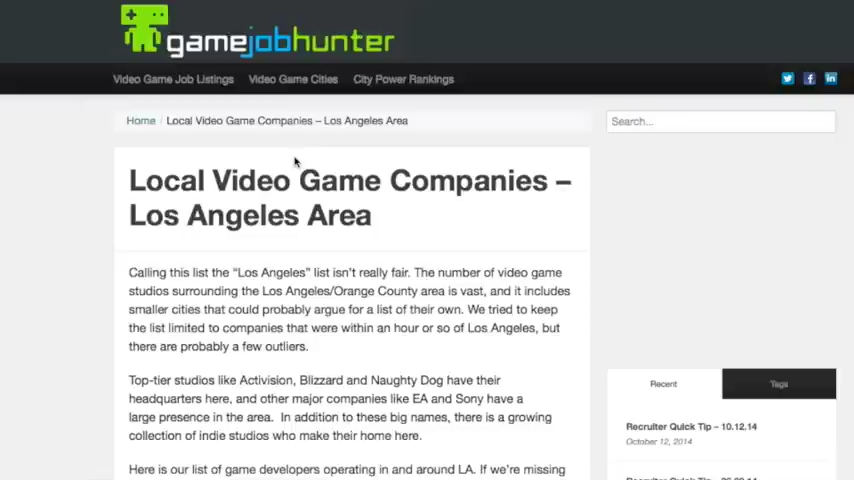 gamejobhunter
Video Game Job Listings Video Game Cities City Power Rankings
Home / Local Video Game Companies – Los Angeles Area
Search...
Local Video Game Companies –
Los Angeles Area
Calling this list the “Los Angeles” list isn’t really fair. The number of video game
studios surrounding the Los Angeles/Orange County area is vast, and it includes
smaller cities that could probably argue for a list of their own. We tried to keep
the list limited to companies that were within an hour or so of Los Angeles, but
there are probably a few outliers.
Top-tier studios like Activision, Blizzard and Naughty Dog have their
headquarters here, and other major companies like EA and Sony have a
large presence in the area.  In addition to these big names, there is a growing
collection of indie studios who make their home here.
Here is our list of game developers operating in and around LA. If we’re missing
Recent Tags
Recruiter Quick Tip – 10.12.14
October 12, 2014